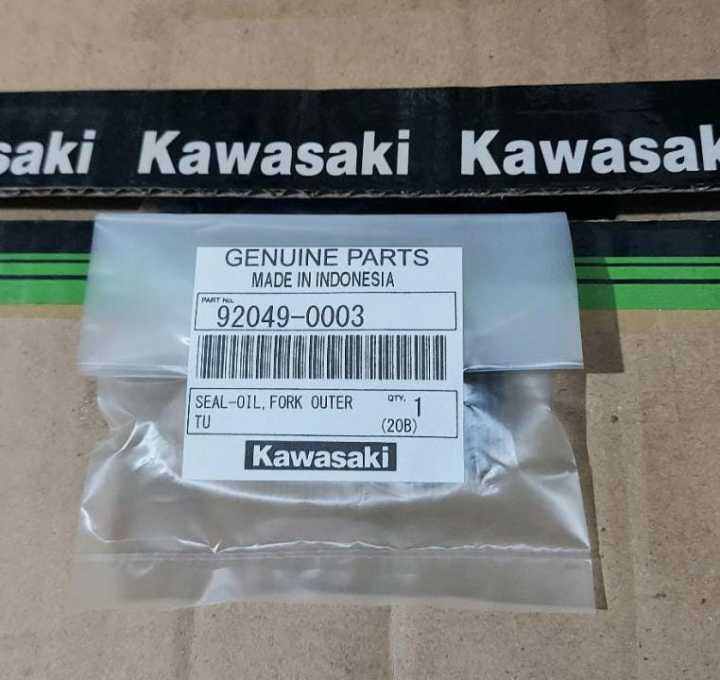 saki Kawasaki Kawasak
GENUINE PARTS
MADE IN INDONESIA
PART No.
92049-0003
SEAL-OIL,FORK OUTER QTY. 1
TU (20B)
Kawasaki